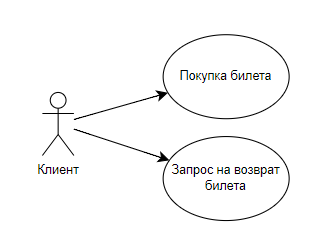 Покупка билета
Клиент
Запрос на возврат
билета